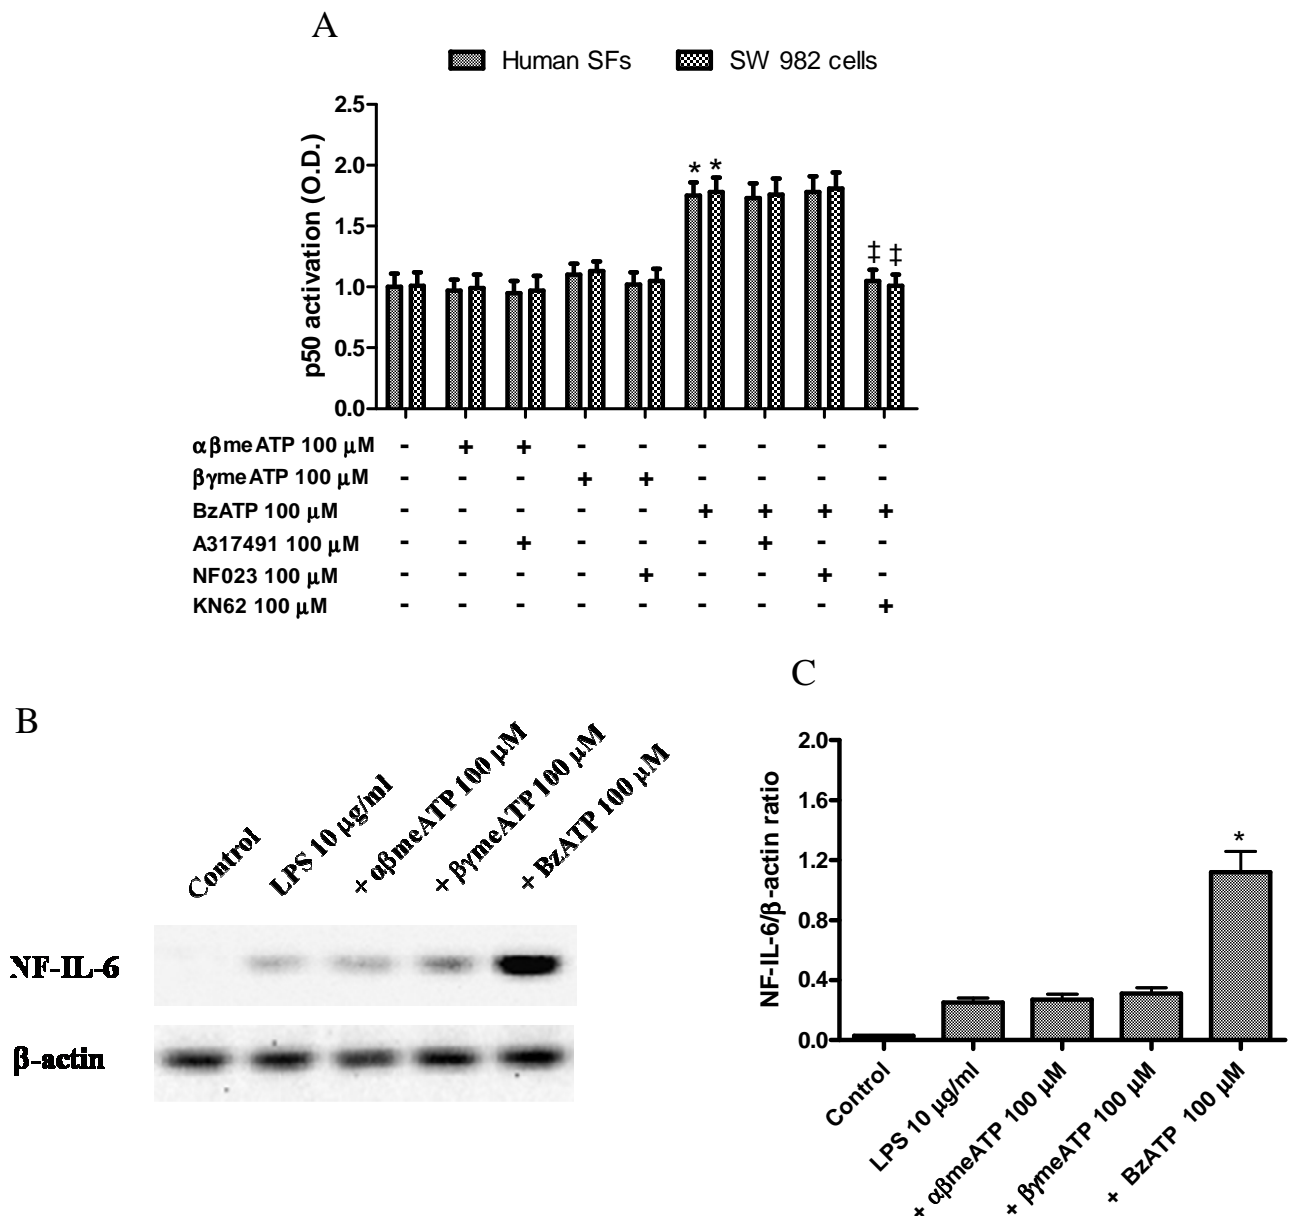 A
Human SFs SW 982 cells
p50 activation (O.D.)
2.5
2.0
1.5
1.0
0.5
0.0
* *
‡ ‡
αβmeATP 100 μM - + + - - - - - -
βγmeATP 100 μM - - - + + - - - -
BzATP 100 μM - - - - - + + + +
A317491 100 μM - - + - - - + - -
NF023 100 μM - - - - + - - + -
KN62 100 μM - - - - - - - - +
B
Control
LPS 10 μg/ml
+ αβmeATP 100 μM
+ βγmeATP 100 μM
+ BzATP 100 μM
NF-IL-6
β-actin
C
NF-IL-6/β-actin ratio
2.0
1.6
1.2
0.8
0.4
0.0
*
Control
LPS 10 μg/ml
+ αβmeATP 100 μM
+ βγmeATP 100 μM
+ BzATP 100 μM